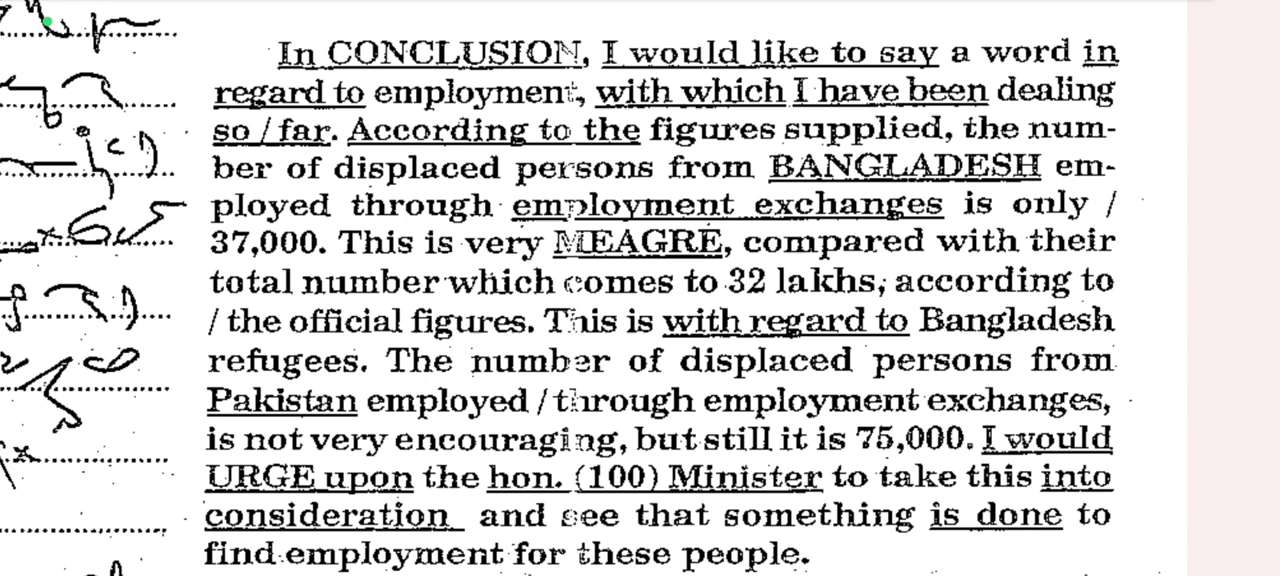 In CONCLUSION, I would like to say a word in
regard to employment, with which I have been dealing
so / far. According to the figures supplied, the num-
ber of displaced persons from BANGLADESH em-
ployed through employment exchanges is only /
37,000. This is very MEAGRE, compared with their
total number which comes to 32 lakhs, according to
/ the official figures. This is with regard to Bangladesh
refugees. The number of displaced persons from
Pakistan employed / through employment exchanges,
is not very encouraging, but still it is 75,000. I would
URGE upon the hon. (100) Minister to take this into
consideration and see that something is done to
find employment for these people.